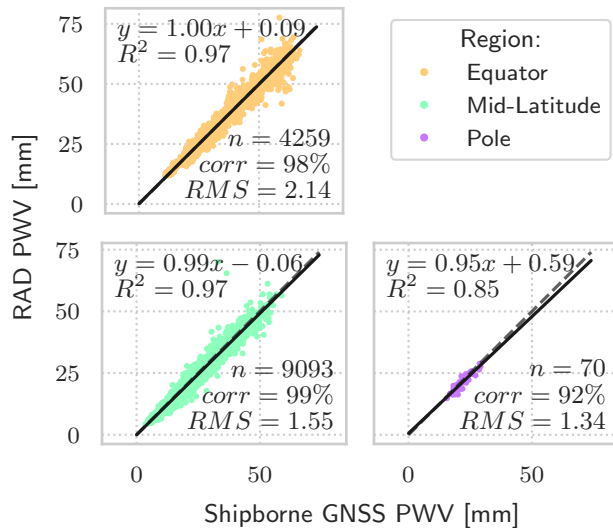 75
50
25
0
y = 1.00x + 0.09
R² = 0.97
n = 4259
corr = 98%
RMS = 2.14
Region:
Equator
Mid-Latitude
Pole
RAD PWV [mm]
75
50
25
0
y = 0.99x − 0.06
R² = 0.97
n = 9093
corr = 99%
RMS = 1.55
0
50
y = 0.95x + 0.59
R² = 0.85
n = 70
corr = 92%
RMS = 1.34
0
50
Shipborne GNSS PWV [mm]